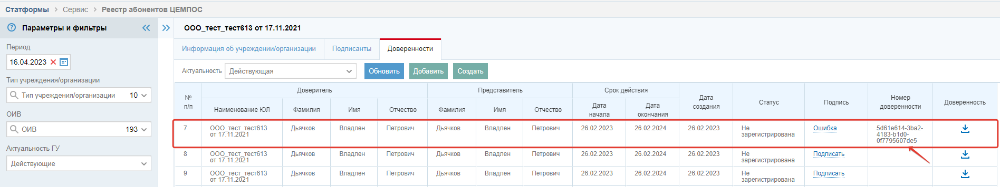 Статформы > Сервис > Реестр абонентов ЦЕМПОС
Параметры и фильтры
Период
16.04.2023
Тип учреждения/организации
Тип учреждения/организации 10
ОИВ
ОИВ 193
Актуальность ГУ
Действующие
ООО_тест_тест613 от 17.11.2021
Информация об учреждении/организации Подписанты Доверенности
Актуальность Действующая Обновить Добавить Создать
№ п/п
Доверитель Представитель Срок действия Дата создания Статус Подпись Номер доверенности Доверенность
Наименование ЮЛ Фамилия Имя Отчество Фамилия Имя Отчество Дата начала Дата окончания
7 ООО_тест_тест613 Дьячков Владлен Петрович Дьячков Владлен Петрович 26.02.2023 26.02.2024 26.02.2023 Не Ошибка 5d61e614-3ba2-
от 17.11.2021 зарегистрирована 4183-b1d0-
0f7795607de5
8 ООО_тест_тест613 Дьячков Владлен Петрович Дьячков Владлен Петрович 26.02.2023 26.02.2024 26.02.2023 Не Подписать
от 17.11.2021 зарегистрирована
9 ООО_тест_тест613 Дьячков Владлен Петрович Дьячков Владлен Петрович 26.02.2023 26.02.2024 26.02.2023 Не Подписать
от 17.11.2021 зарегистрирована